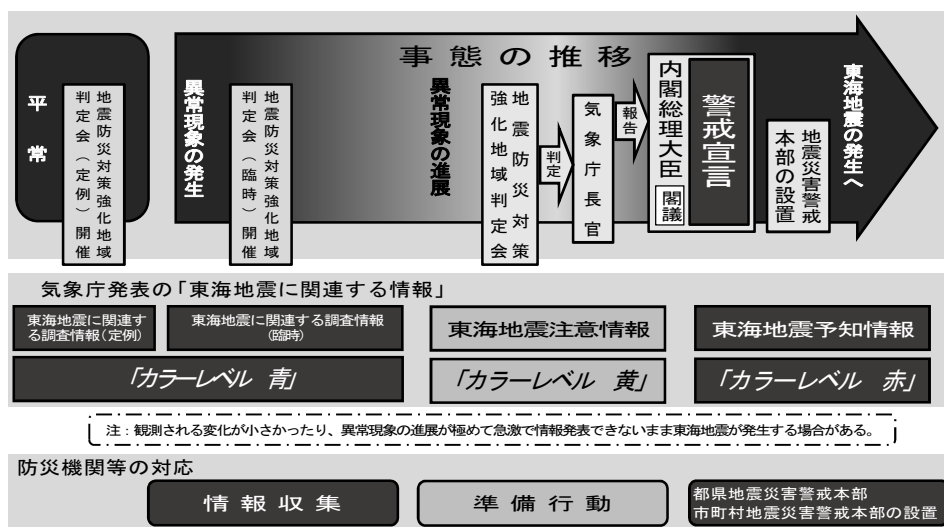 事態の推移
平常
地震防災対策強化地域
判定会（定例）開催
異常現象の発生
地震防災対策強化地域
判定会（臨時）開催
異常現象の進展
地震防災対策
強化地域判定会
判定
気象庁長官
報告
内閣総理大臣
閣議
警戒宣言
地震災害警戒
本部の設置
東海地震の発生へ
気象庁発表の「東海地震に関連する情報」
東海地震に関連す
る調査情報（定例）
東海地震に関連する調査情報
（臨時）
東海地震注意情報
東海地震予知情報
「カラーレベル 青」
「カラーレベル 黄」
「カラーレベル 赤」
注：観測される変化が小さかったり、異常現象の進展が極めて急激で情報発表できないまま東海地震が発生する場合がある。
防災機関等の対応
情報収集
準備行動
都県地震災害警戒本部
市町村地震災害警戒本部の設置